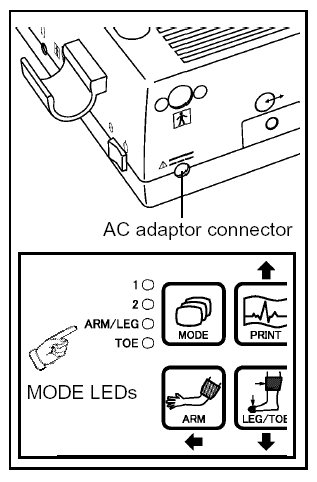 AC adaptor connector
1
2
ARM/LEG
TOE
MODE
PRINT
MODE LEDs
ARM
LEG/TOE